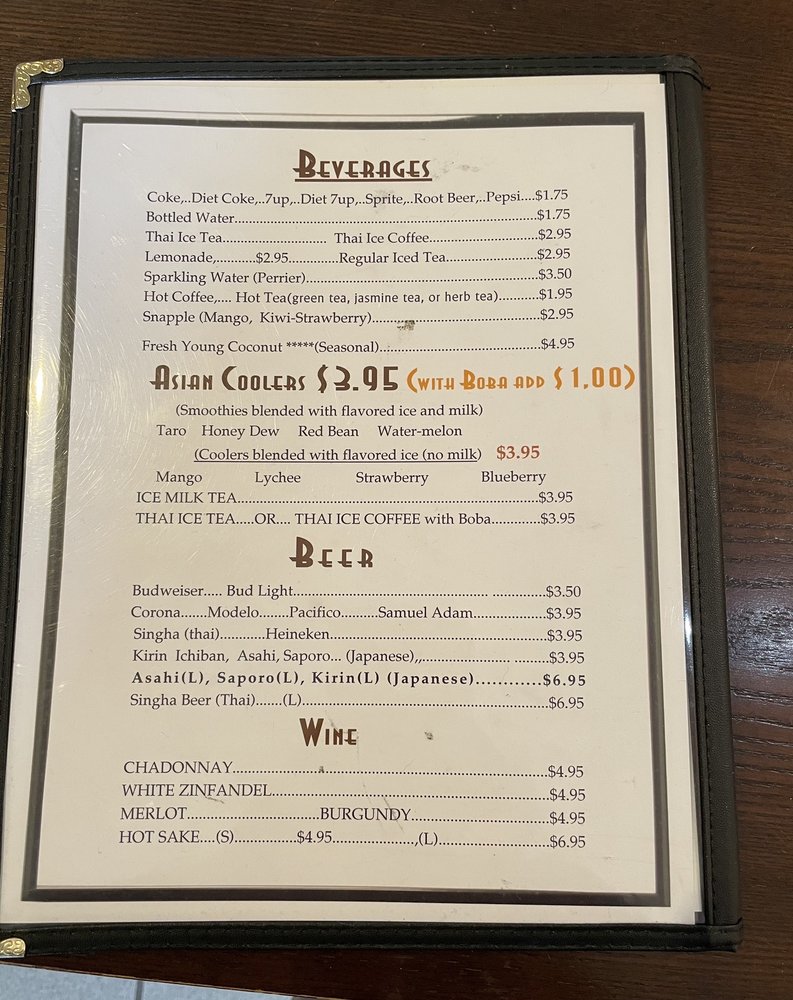 BEVERAGES
Coke,..Diet Coke,..7up,..Diet 7up,..Sprite,..Root Beer,..Pepsi....$1.75
Bottled Water..............................................................................$1.75
Thai Ice Tea............................ Thai Ice Coffee............................$2.95
Lemonade,..........$2.95..............Regular Iced Tea.......................$2.95
Sparkling Water (Perrier)...........................................................$3.50
Hot Coffee,.... Hot Tea(green tea, jasmine tea, or herb tea)..........$1.95
Snapple (Mango, Kiwi-Strawberry)...........................................$2.95
Fresh Young Coconut *****(Seasonal).........................................$4.95
ASIAN COOLERS $3.95 (WITH BOBA ADD $1.00)
(Smoothies blended with flavored ice and milk)
Taro Honey Dew Red Bean Water-melon
(Coolers blended with flavored ice (no milk) $3.95
Mango Lychee Strawberry Blueberry
ICE MILK TEA............................................................................$3.95
THAI ICE TEA.....OR.... THAI ICE COFFEE with Boba............$3.95
BEER
Budweiser..... Bud Light.................................................. ..............$3.50
Corona.......Modelo........Pacifico..........Samuel Adam...................$3.95
Singha (thai)............Heineken......................................................$3.95
Kirin Ichiban, Asahi, Saporo... (Japanese),,....................... .........$3.95
Asahi(L), Saporo(L), Kirin(L) (Japanese)............$6.95
Singha Beer (Thai).......(L)..............................................................$6.95
WINE
CHADONNAY................................................................................$4.95
WHITE ZINFANDEL.......................................................................$4.95
MERLOT.................................BURGUNDY...................................$4.95
HOT SAKE....(S)................$4.95.....................,(L)............................$6.95